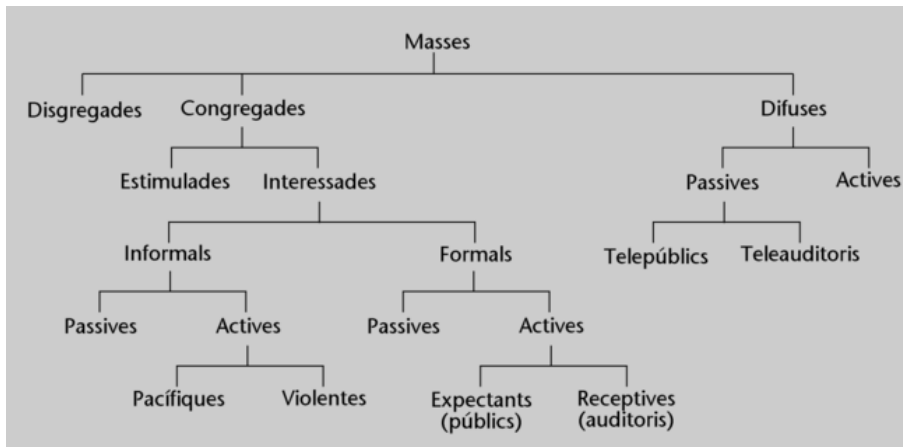 Masses
Disgregades Congregades Difuses
Estimulades Interessades Passives Actives
Informals Formals Telepúblics Teleauditoris
Passives Actives Passives Actives
Pacífiques Violentes Expectants Receptives
(públics) (auditoris)